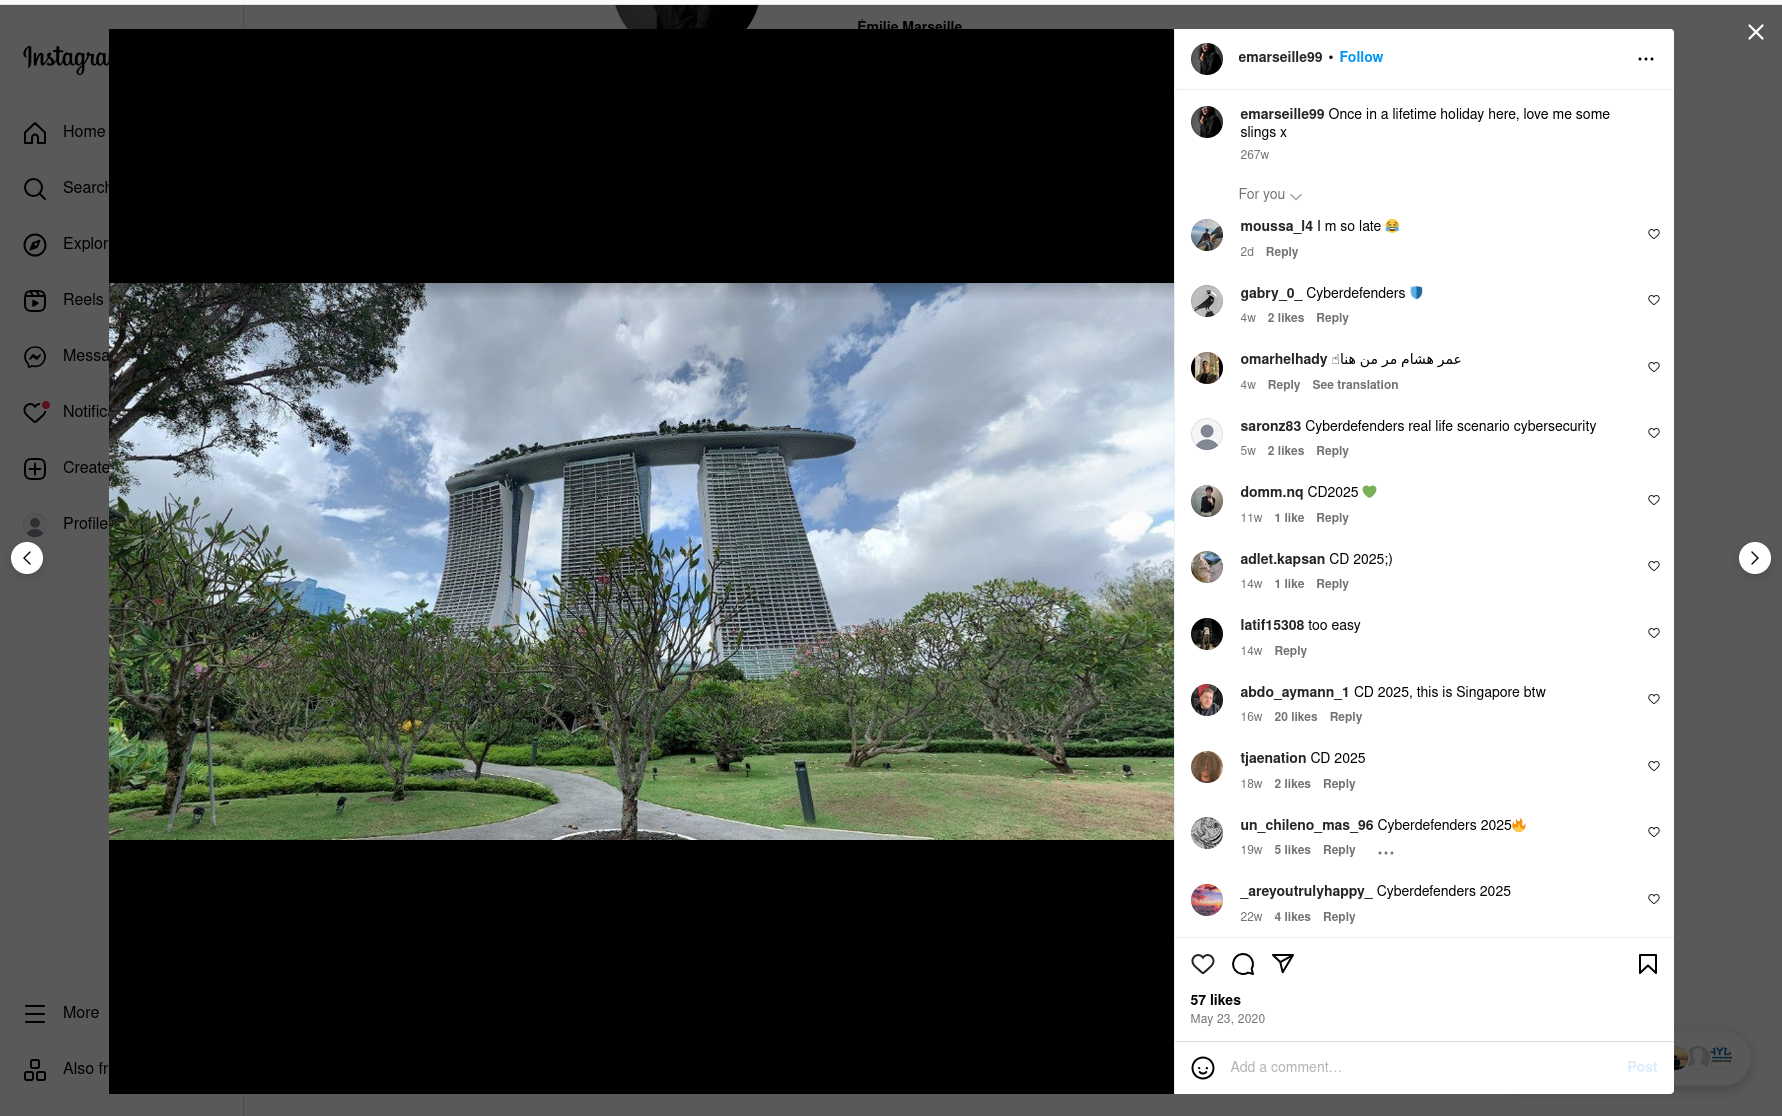 Émilie Marseille
Instagra
Home
Search
Explor
Reels
Messa
Notific
Create
Profile
More
Also fr
emarseille99 • Follow
emarseille99 Once in a lifetime holiday here, love me some
slings x
267w
For you
moussa_l4 I m so late 😂
2d Reply
gabry_0_ Cyberdefenders 🛡️
4w 2 likes Reply
omarhelhady عمر هشام مر من هنا☝
4w Reply See translation
saronz83 Cyberdefenders real life scenario cybersecurity
5w 2 likes Reply
domm.nq CD2025 💚
11w 1 like Reply
adlet.kapsan CD 2025;)
14w 1 like Reply
latif15308 too easy
14w Reply
abdo_aymann_1 CD 2025, this is Singapore btw
16w 20 likes Reply
tjaenation CD 2025
18w 2 likes Reply
un_chileno_mas_96 Cyberdefenders 2025🔥
19w 5 likes Reply
_areyoutrulyhappy_ Cyberdefenders 2025
22w 4 likes Reply
57 likes
May 23, 2020
Add a comment…
Post